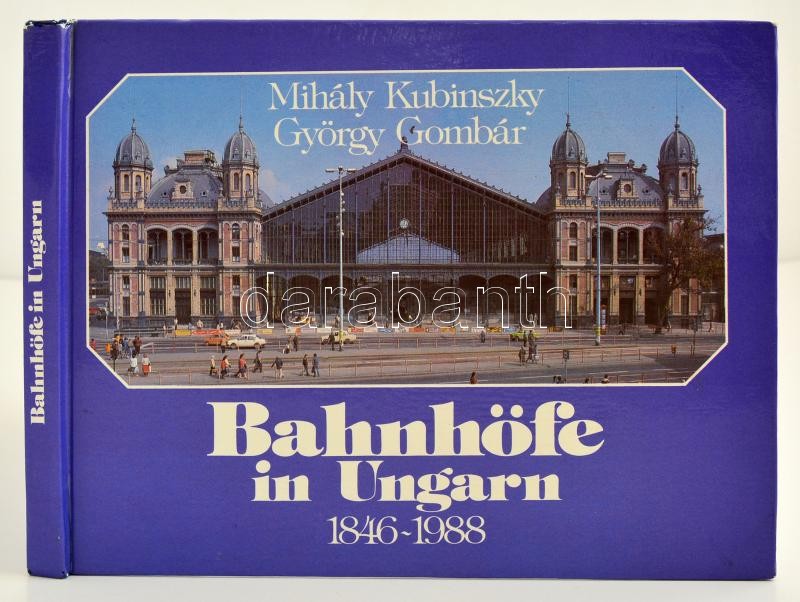 Bahnhöfe in Ungarn
Mihály Kubinszky
György Gombár
darabanth
Bahnhöfe
in Ungarn
1846~1988